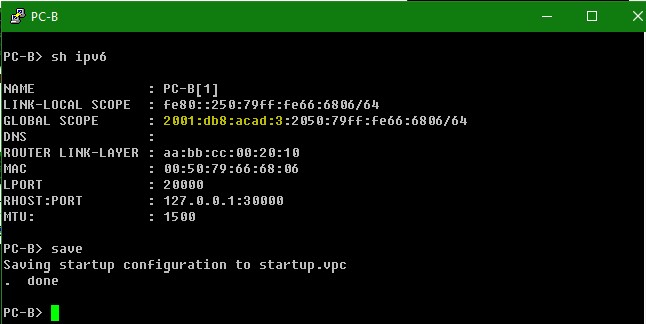 PC-B
PC-B> sh ipv6
NAME : PC-B[1]
LINK-LOCAL SCOPE : fe80::250:79ff:fe66:6806/64
GLOBAL SCOPE : 2001:db8:acad:3:2050:79ff:fe66:6806/64
DNS :
ROUTER LINK-LAYER : aa:bb:cc:00:20:10
MAC : 00:50:79:66:68:06
LPORT : 20000
RHOST:PORT : 127.0.0.1:30000
MTU: : 1500
PC-B> save
Saving startup configuration to startup.vpc
. done
PC-B>